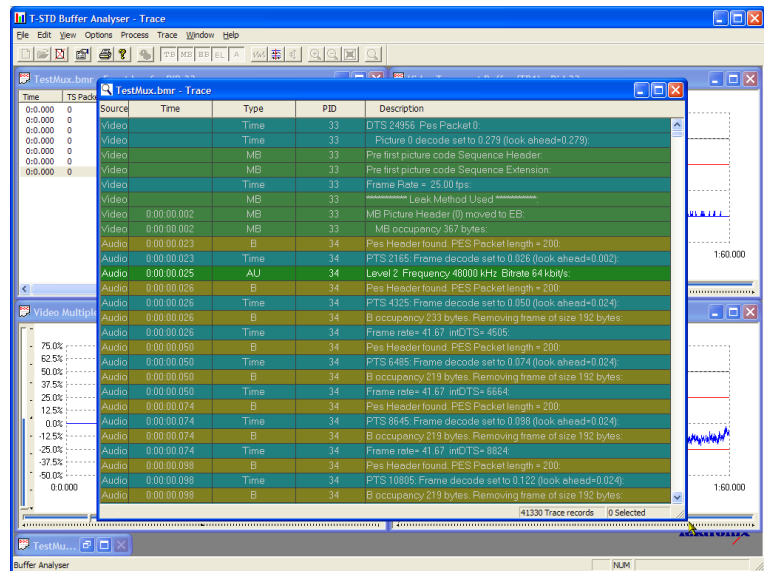 T-STD Buffer Analyser - Trace
File Edit View Options Process Trace Window Help
TB MB BB EL A
TestMux.bmr
Time TS Packe
0:0.000 0
0:0.000 0
0:0.000 0
0:0.000 0
0:0.000 0
0:0.000 0
0:0.000 0
TestMux.bmr - Trace
Source Time Type PID Description
Video Time 33 DTS 24956 Pes Packet 0:
Video Time 33 Picture 0 decode set to 0.279 (look ahead=0.279):
Video MB 33 Pre first picture code Sequence Header:
Video MB 33 Pre first picture code Sequence Extension:
Video Time 33 Frame Rate = 25.00 fps:
Video MB 33 *********** Leak Method Used ***********:
Video 0:00:00.002 MB 33 MB Picture Header (0) moved to EB:
Video 0:00:00.002 MB 33 MB occupancy 367 bytes:
Audio 0:00:00.023 B 34 Pes Header found. PES Packet length = 200:
Audio 0:00:00.023 Time 34 PTS 2165: Frame decode set to 0.026 (look ahead=0.002):
Audio 0:00:00.025 AU 34 Level 2 Frequency 48000 kHz Bitrate 64 kbit/s:
Audio 0:00:00.026 B 34 Pes Header found. PES Packet length = 200:
Audio 0:00:00.026 Time 34 PTS 4325: Frame decode set to 0.050 (look ahead=0.024):
Audio 0:00:00.026 B 34 B occupancy 233 bytes. Removing frame of size 192 bytes:
Audio 0:00:00.026 Time 34 Frame rate= 41.67 intDTS= 4505:
Audio 0:00:00.050 B 34 Pes Header found. PES Packet length = 200:
Audio 0:00:00.050 Time 34 PTS 6485: Frame decode set to 0.074 (look ahead=0.024):
Audio 0:00:00.050 B 34 B occupancy 219 bytes. Removing frame of size 192 bytes:
Audio 0:00:00.050 Time 34 Frame rate= 41.67 intDTS= 6664:
Audio 0:00:00.074 B 34 Pes Header found. PES Packet length = 200:
Audio 0:00:00.074 Time 34 PTS 8645: Frame decode set to 0.098 (look ahead=0.024):
Audio 0:00:00.074 B 34 B occupancy 219 bytes. Removing frame of size 192 bytes:
Audio 0:00:00.074 Time 34 Frame rate= 41.67 intDTS= 8824:
Audio 0:00:00.098 B 34 Pes Header found. PES Packet length = 200:
Audio 0:00:00.098 Time 34 PTS 10805: Frame decode set to 0.122 (look ahead=0.024):
Audio 0:00:00.098 B 34 B occupancy 219 bytes. Removing frame of size 192 bytes:
41330 Trace records 0 Selected
1:60.000
Video Multiple
75.0%
62.5%
50.0%
37.5%
25.0%
12.5%
0.0%
-12.5%
-25.0%
-37.5%
-50.0%
0:0.000
1:60.000
TestMu...
Buffer Analyser NUM